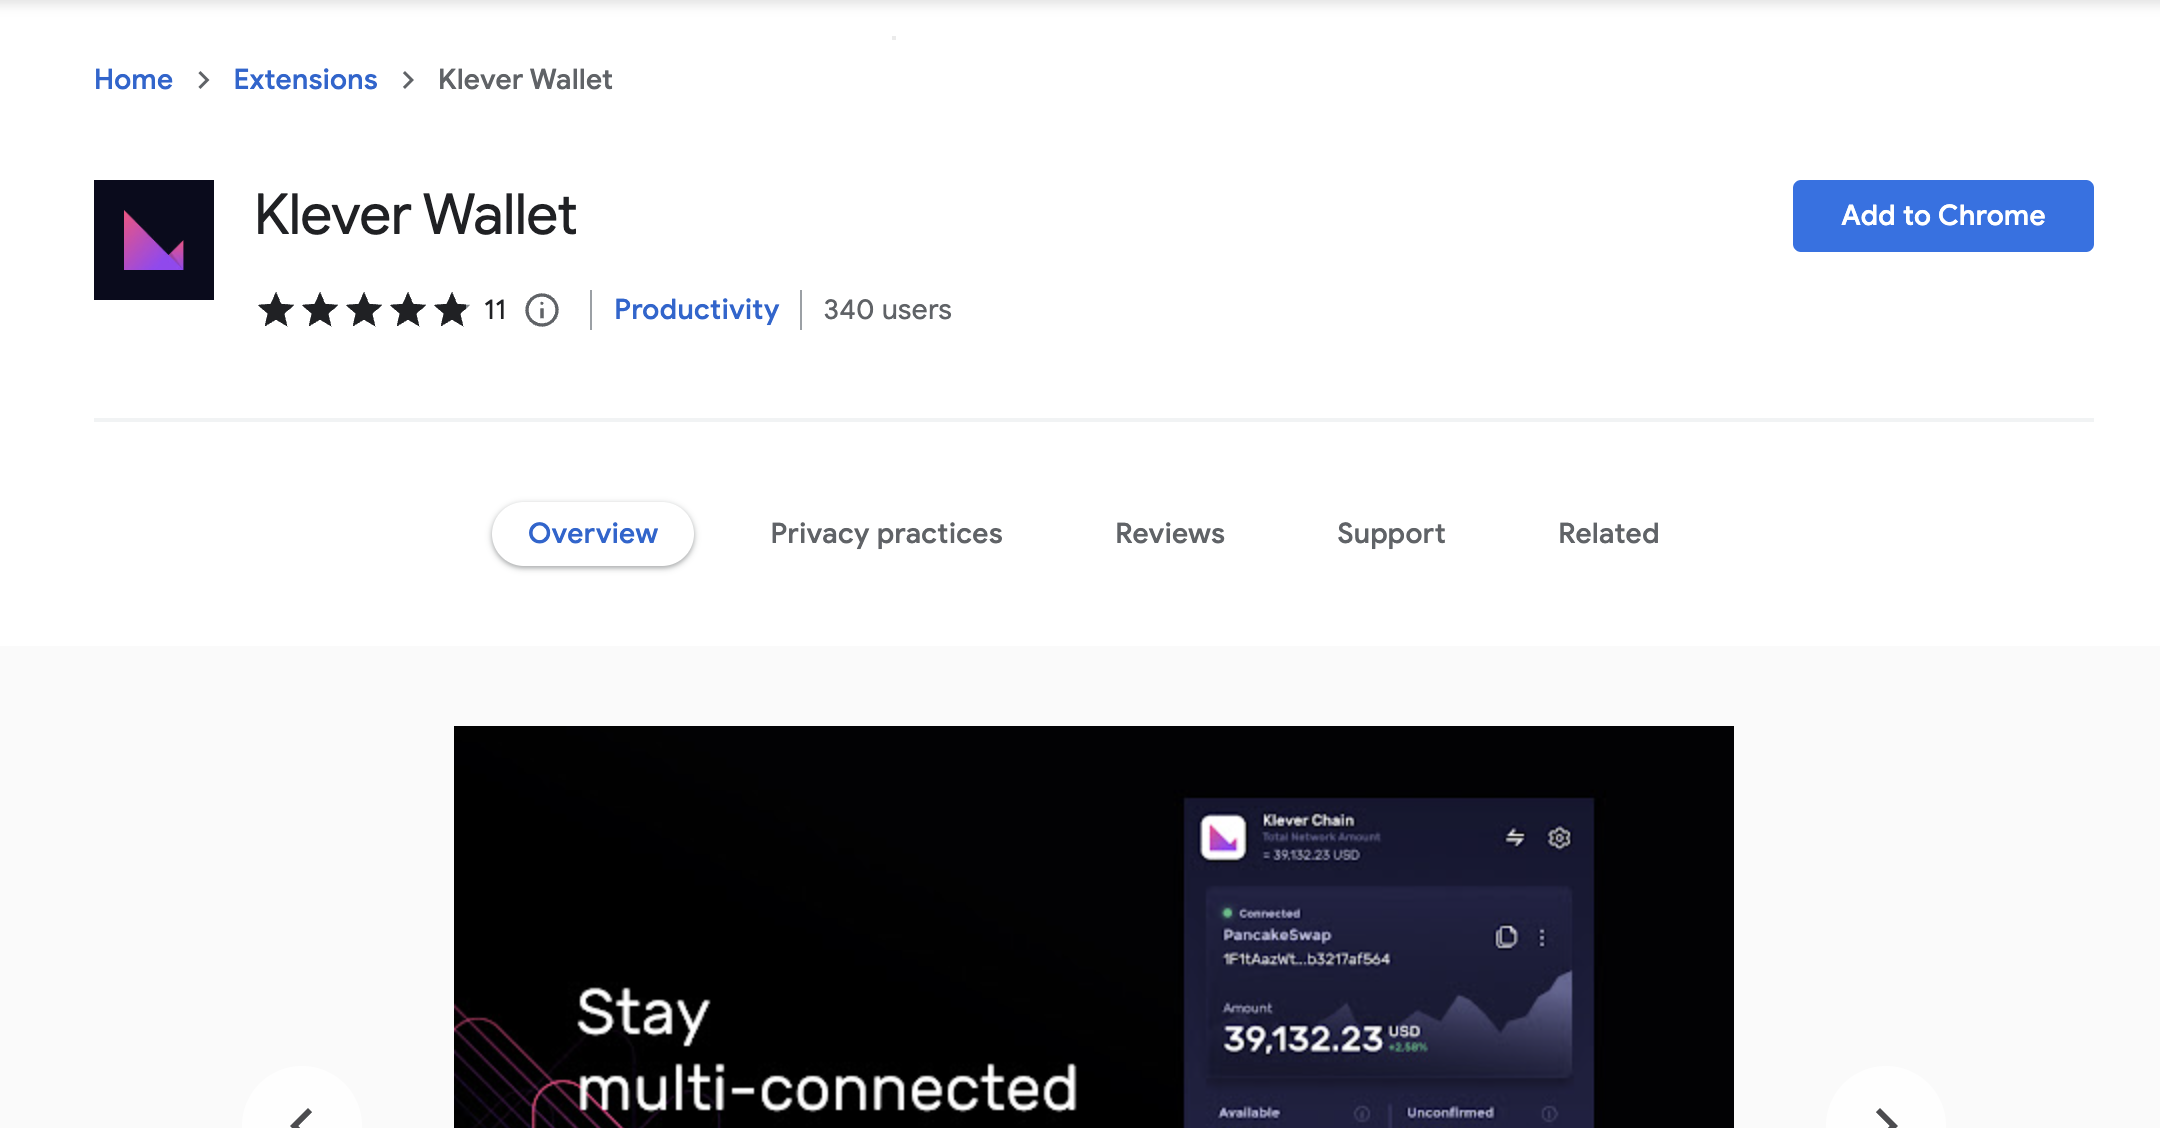 Home > Extensions > Klever Wallet
Klever Wallet
Add to Chrome
11
Productivity
340 users
Overview
Privacy practices
Reviews
Support
Related
Stay
multi-connected
Klever Chain
Total Network Amount
= 39,132.23 USD
Connected
PancakeSwap
1F1tAazWt...b3217af564
Amount
39,132.23 USD
+2.58%
Available
Unconfirmed